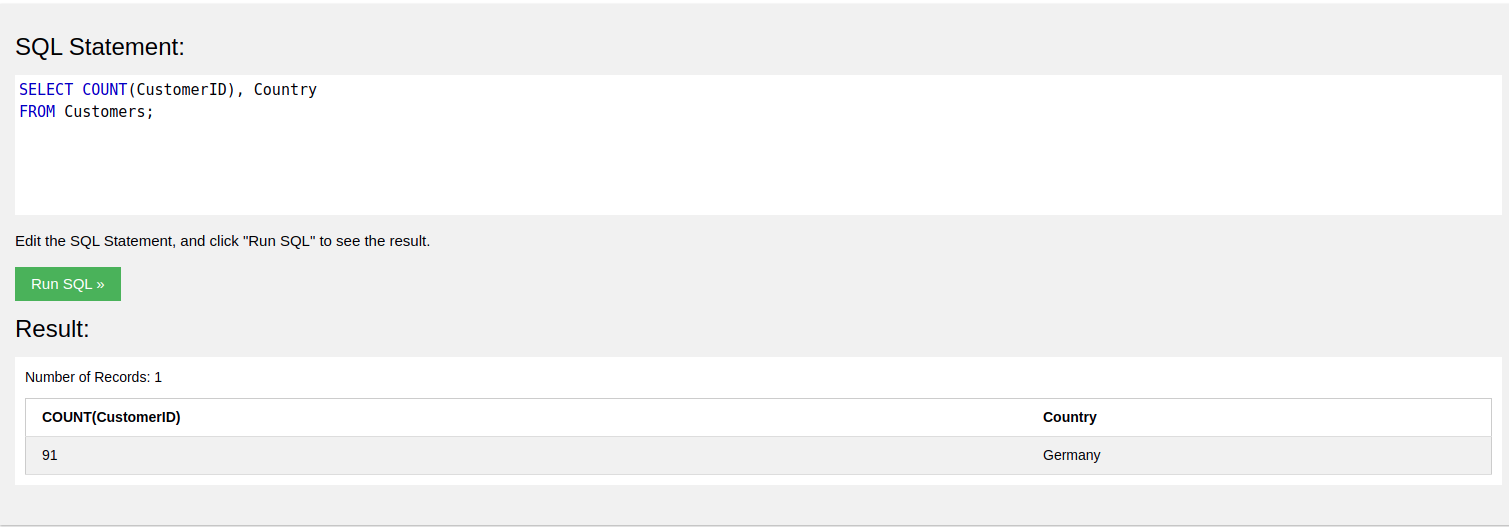 SQL Statement:
SELECT COUNT(CustomerID), Country
FROM Customers;
Edit the SQL Statement, and click "Run SQL" to see the result.
Run SQL »
Result:
Number of Records: 1
COUNT(CustomerID) Country
91 Germany